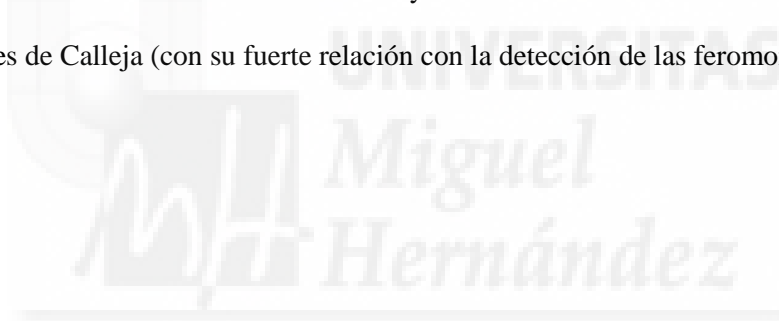 y
es de Calleja (con su fuerte relación con la detección de las feromo
UNIVERSITAS
Miguel
Hernández